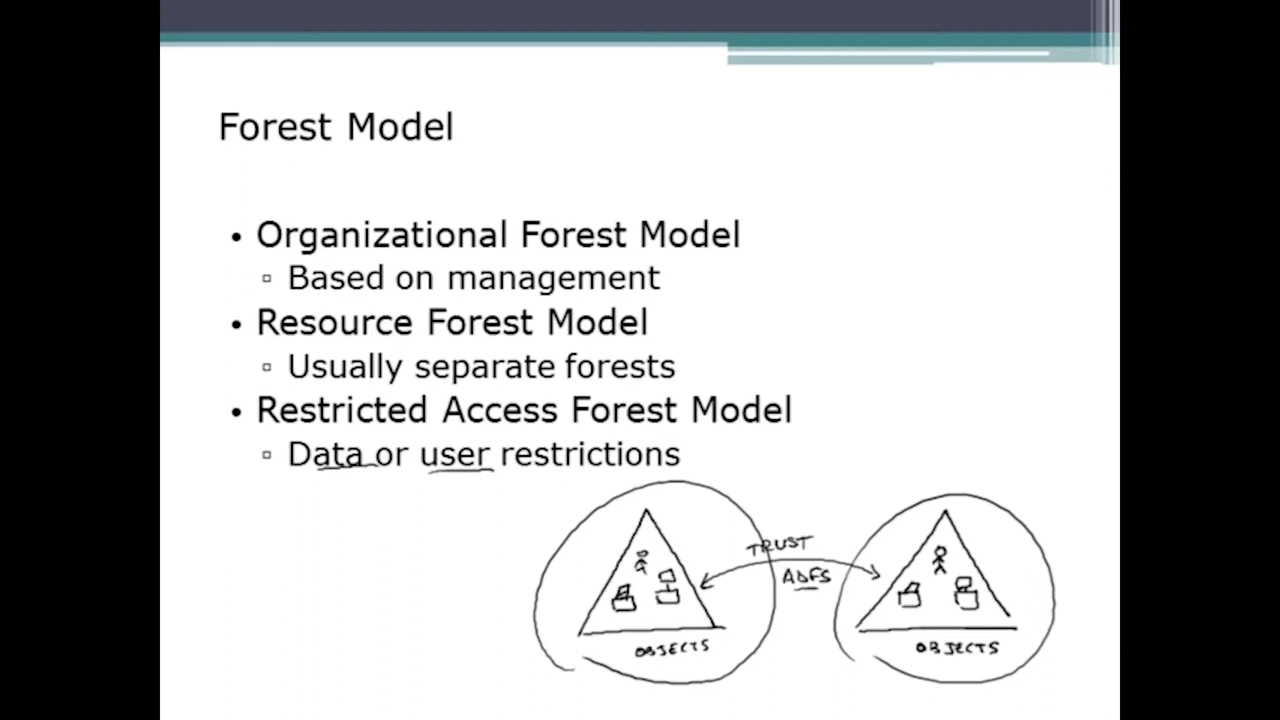 Forest Model
• Organizational Forest Model
▫ Based on management
• Resource Forest Model
▫ Usually separate forests
• Restricted Access Forest Model
▫ Data or user restrictions
TRUST
ADFS
OBJECTS
OBJECTS